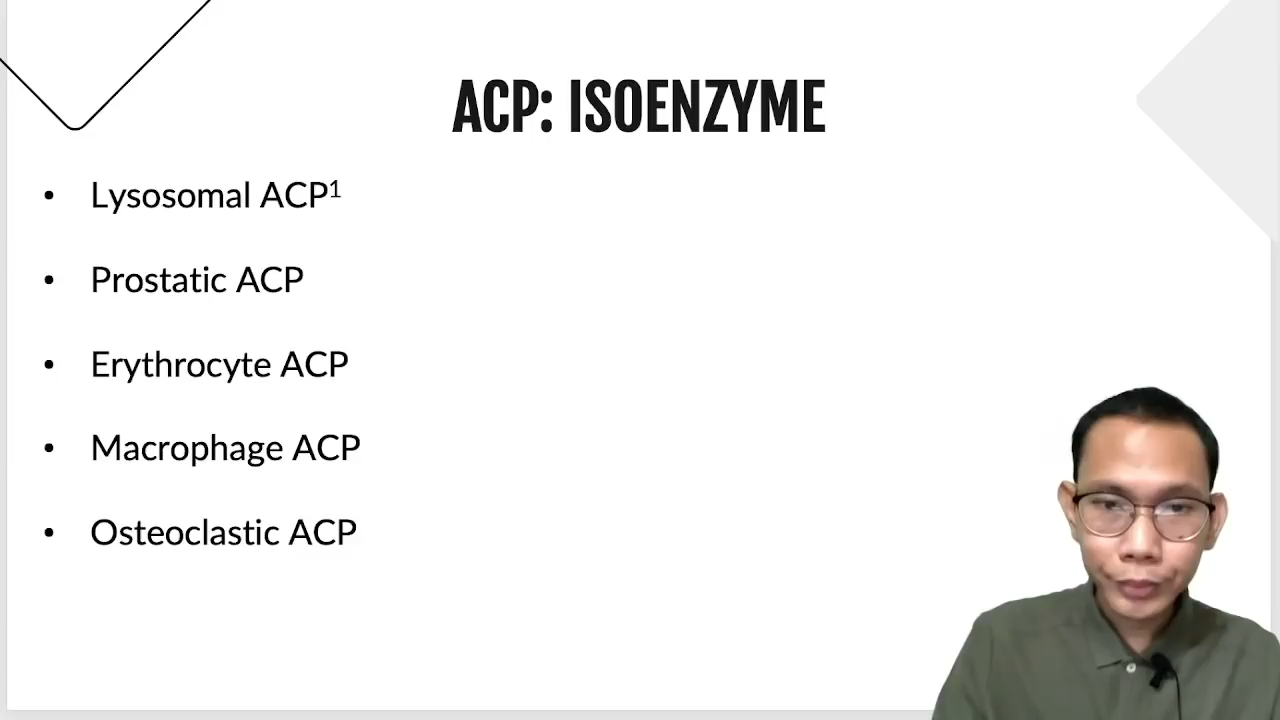 ACP: ISOENZYME
• Lysosomal ACP¹
• Prostatic ACP
• Erythrocyte ACP
• Macrophage ACP
• Osteoclastic ACP